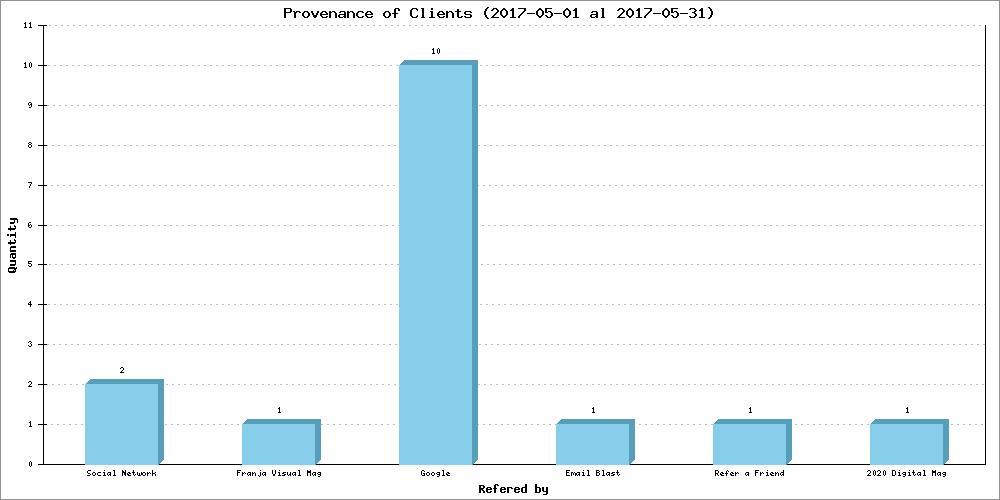 Provenance of Clients (2017-05-01 al 2017-05-31)
11
10
9
8
7
6
5
4
3
2
1
0
Quantity
2
1
10
1
1
1
Social Network
Franja Visual Mag
Google
Email Blast
Refer a Friend
2020 Digital Mag
Refered by